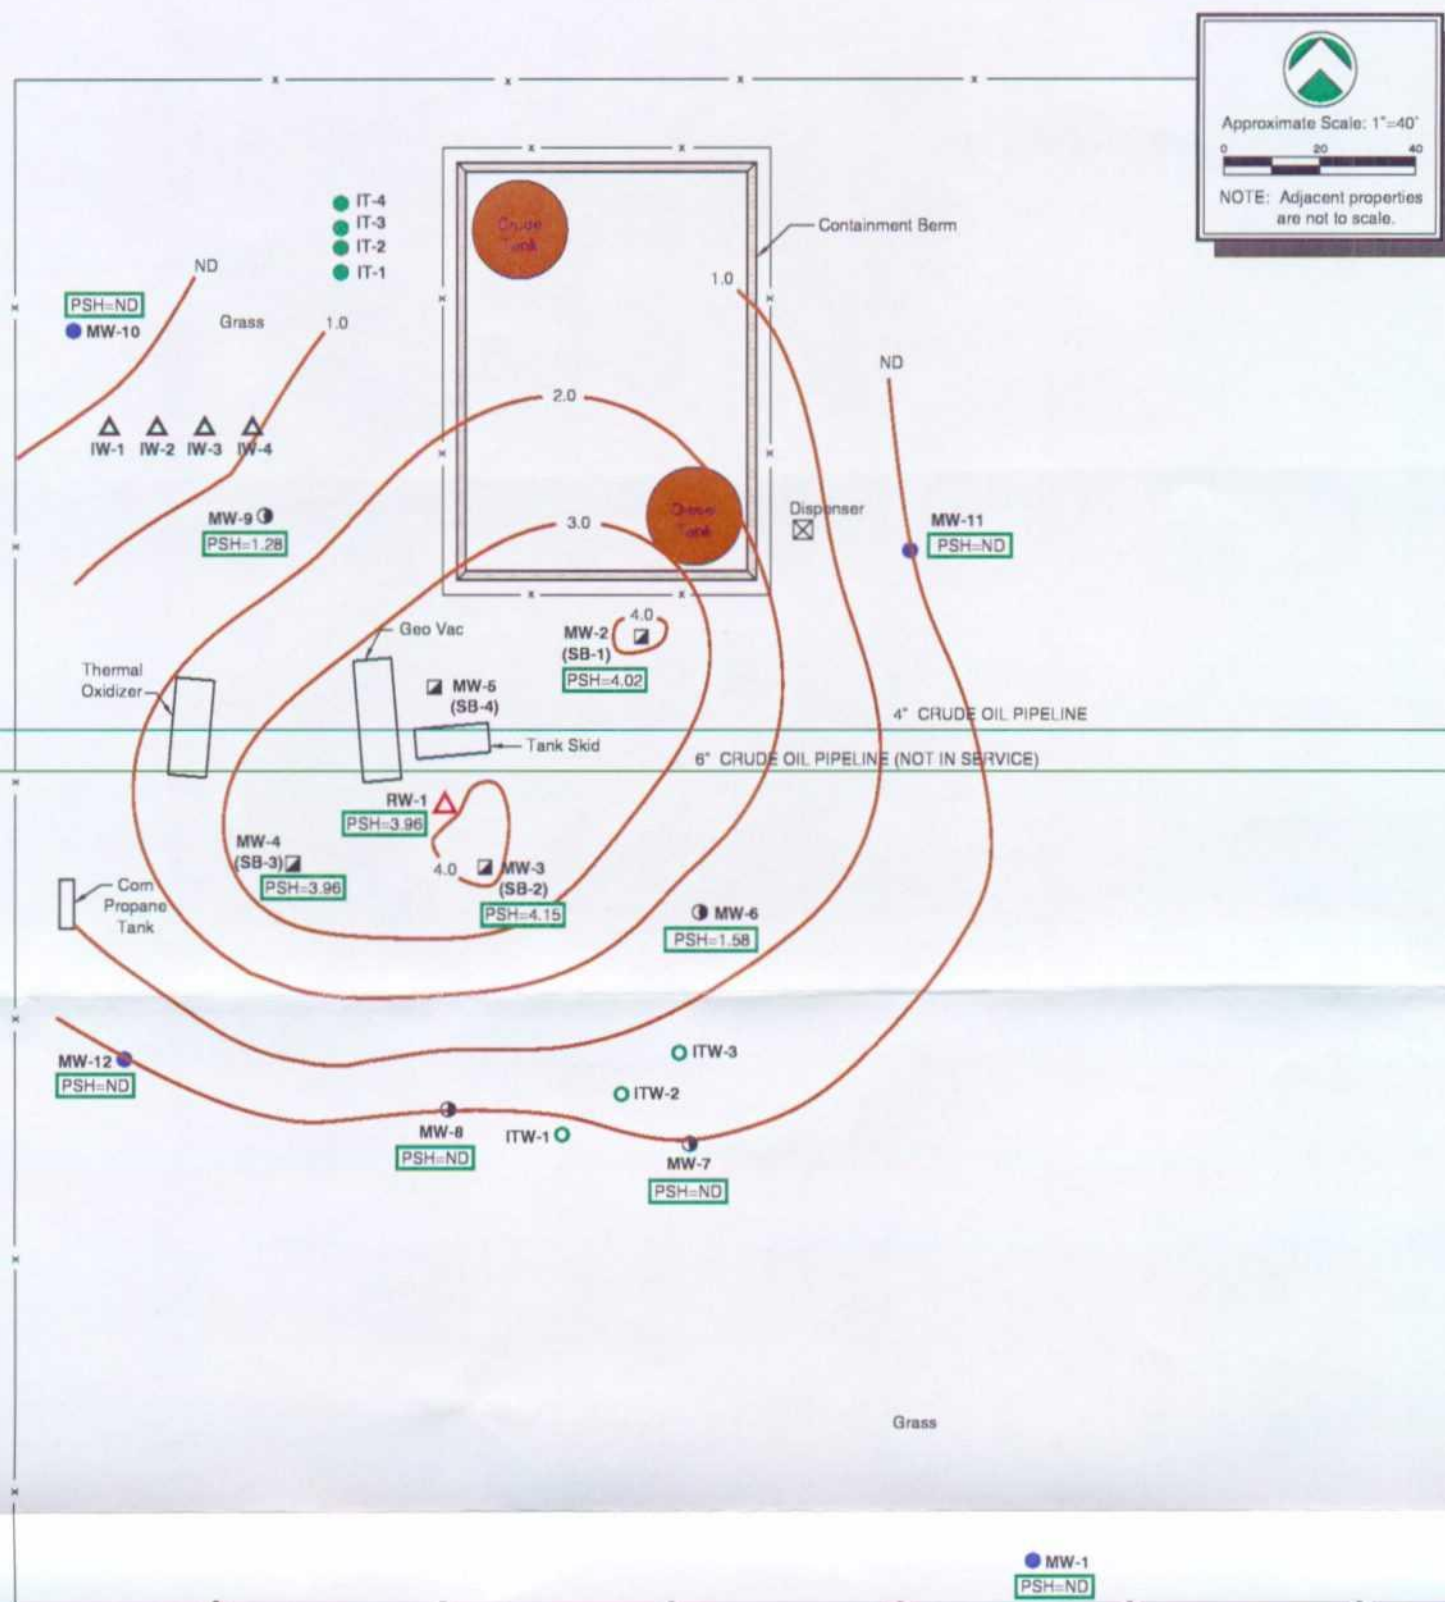 Approximate Scale: 1"=40'
0 20 40
NOTE: Adjacent properties
are not to scale.
IT-4
IT-3
IT-2
IT-1
Crude
Tank
Containment Berm
ND
1.0
PSH=ND
MW-10
Grass
1.0
ND
2.0
IW-1 IW-2 IW-3 IW-4
MW-9
PSH=1.28
3.0
Diesel
Tank
Dispenser
MW-11
PSH=ND
Geo Vac
4.0
MW-2
(SB-1)
PSH=4.02
Thermal
Oxidizer
MW-5
(SB-4)
4" CRUDE OIL PIPELINE
Tank Skid
6" CRUDE OIL PIPELINE (NOT IN SERVICE)
RW-1
PSH=3.96
MW-4
(SB-3)
PSH=3.96
4.0
MW-3
(SB-2)
PSH=4.15
Com
Propane
Tank
MW-6
PSH=1.58
MW-12
PSH=ND
ITW-3
ITW-2
ITW-1
MW-8
PSH=ND
MW-7
PSH=ND
Grass
MW-1
PSH=ND